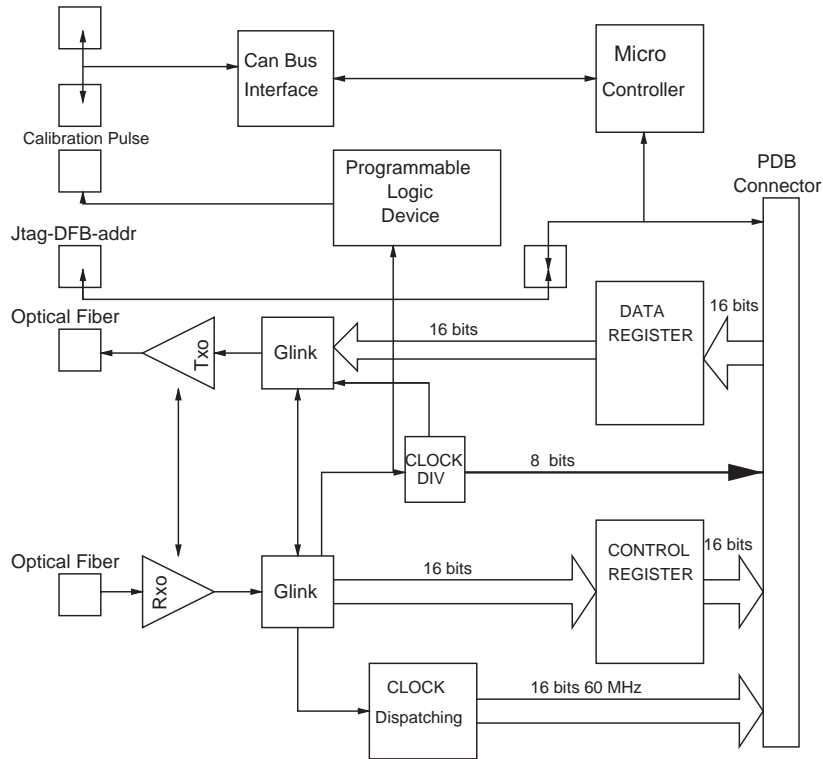 Can Bus
Interface
Micro
Controller
Calibration Pulse
Programmable
Logic
Device
PDB
Connector
Jtag-DFB-addr
Optical Fiber
Txo
Glink
16 bits
DATA
REGISTER
16 bits
CLOCK
DIV
8 bits
Optical Fiber
Rxo
Glink
16 bits
CONTROL
REGISTER
16 bits
CLOCK
Dispatching
16 bits 60 MHz